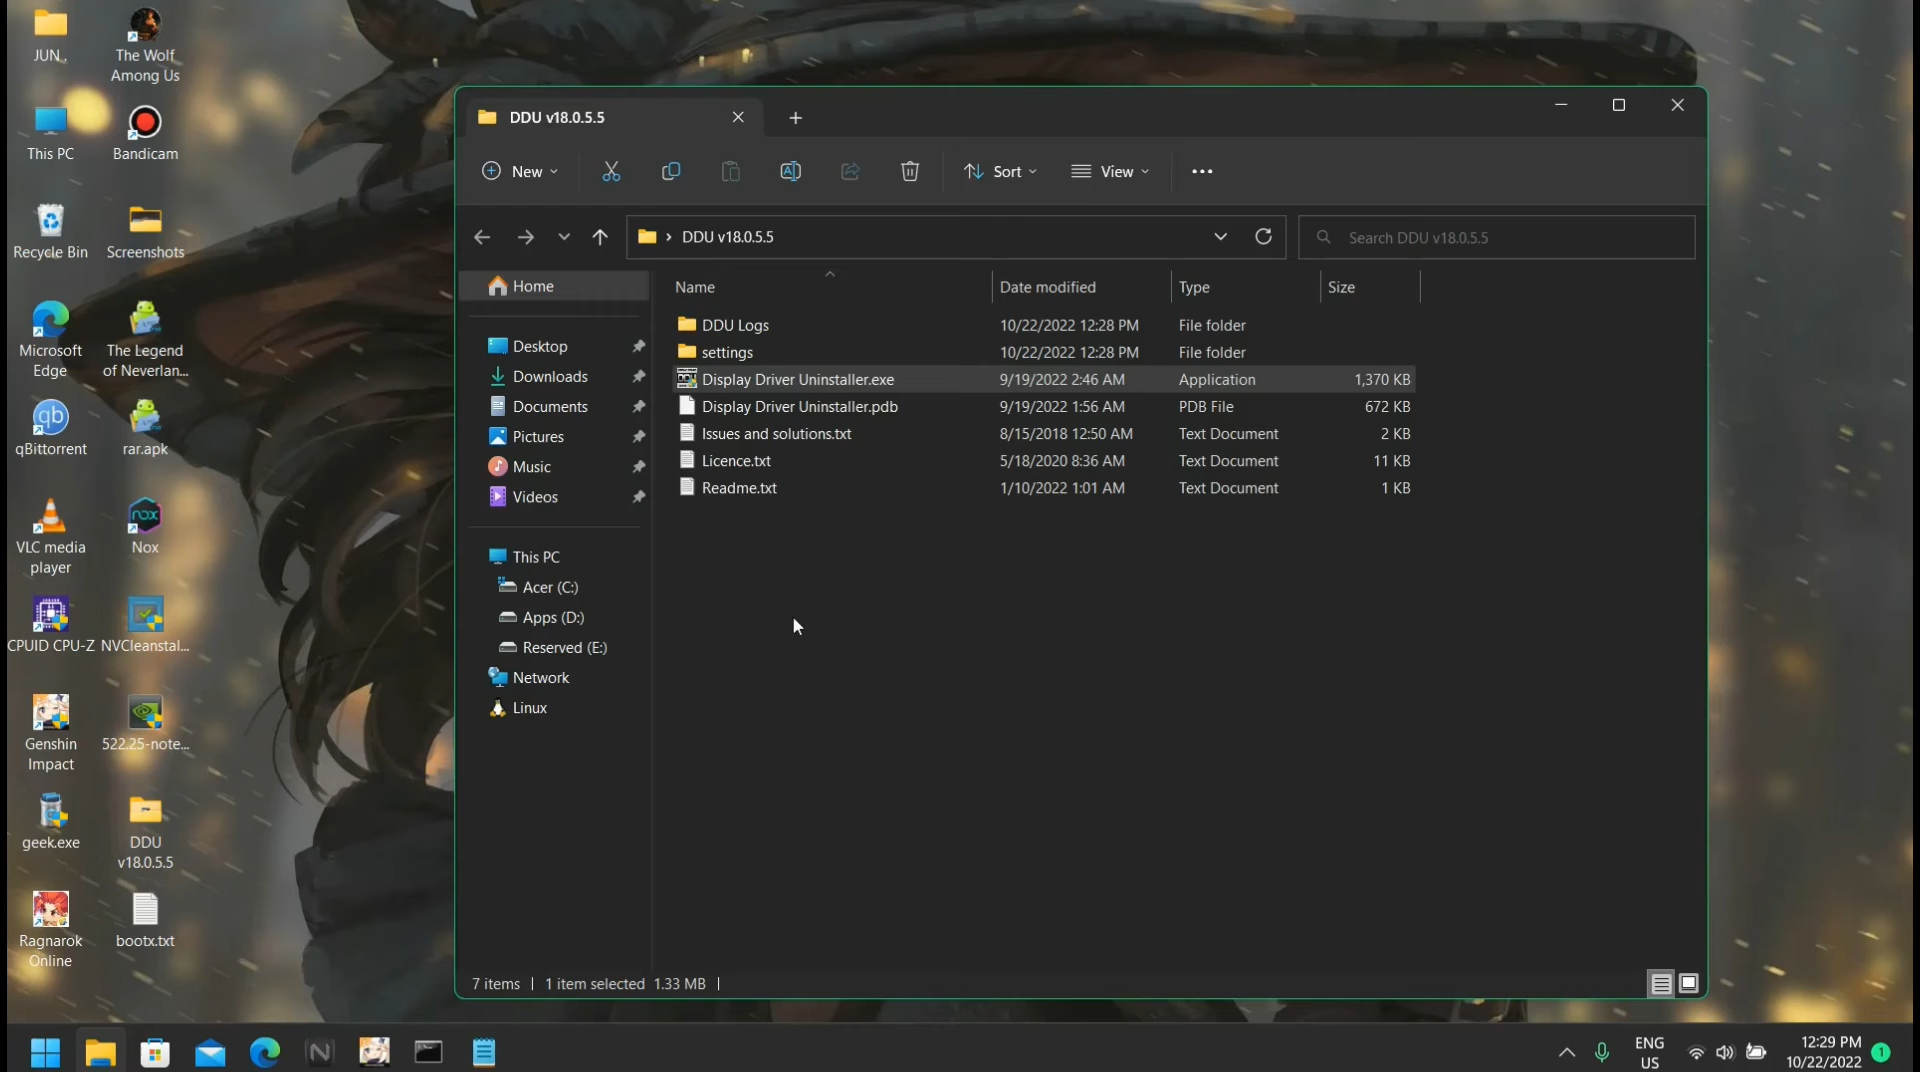 JUN ,
The Wolf
Among Us
This PC
Bandicam
Recycle Bin
Screenshots
Microsoft
Edge
The Legend
of Neverlan...
qb
qBittorrent
rar.apk
VLC media
player
nox
Nox
CPUID CPU-Z
NVCleanstal...
Genshin
Impact
522.25-note...
geek.exe
DDU
v18.0.5.5
Ragnarok
Online
bootx.txt
DDU v18.0.5.5
New
Sort
View
DDU v18.0.5.5
Search DDU v18.0.5.5
Home
Desktop
Downloads
Documents
Pictures
Music
Videos
This PC
Acer (C:)
Apps (D:)
Reserved (E:)
Network
Linux
Name Date modified Type Size
DDU Logs 10/22/2022 12:28 PM File folder
settings 10/22/2022 12:28 PM File folder
Display Driver Uninstaller.exe 9/19/2022 2:46 AM Application 1,370 KB
Display Driver Uninstaller.pdb 9/19/2022 1:56 AM PDB File 672 KB
Issues and solutions.txt 8/15/2018 12:50 AM Text Document 2 KB
Licence.txt 5/18/2020 8:36 AM Text Document 11 KB
Readme.txt 1/10/2022 1:01 AM Text Document 1 KB
7 items 1 item selected 1.33 MB
N
ENG
US
12:29 PM
10/22/2022
1